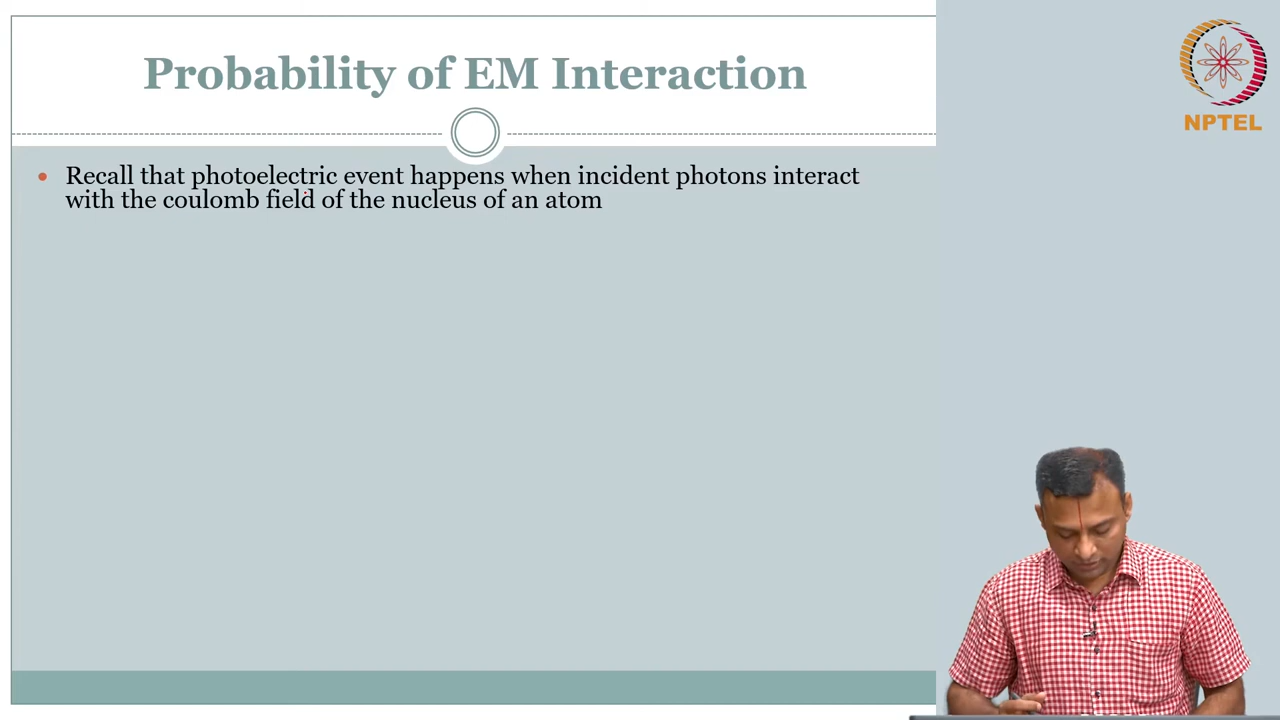 Probability of EM Interaction
Recall that photoelectric event happens when incident photons interact
with the coulomb field of the nucleus of an atom
NPTEL